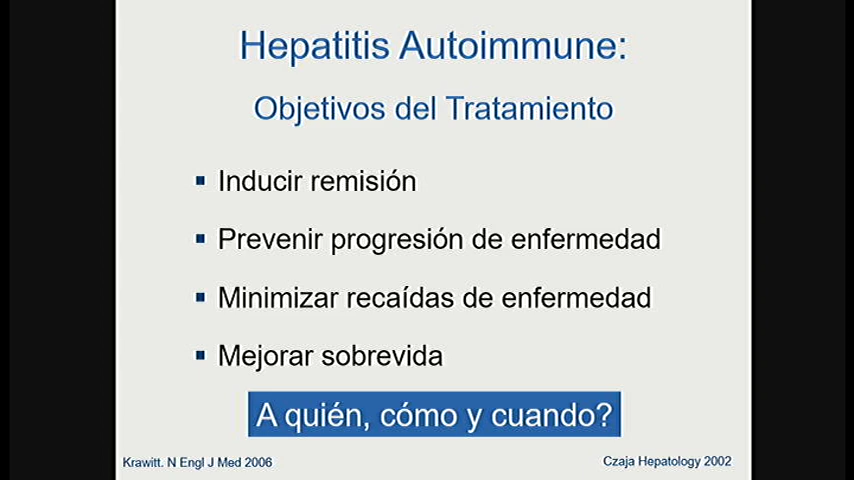 Hepatitis Autoimmune:
Objetivos del Tratamiento
▪ Inducir remisión
▪ Prevenir progresión de enfermedad
▪ Minimizar recaídas de enfermedad
▪ Mejorar sobrevida
A quién, cómo y cuando?
Krawitt. N Engl J Med 2006
Czaja Hepatology 2002